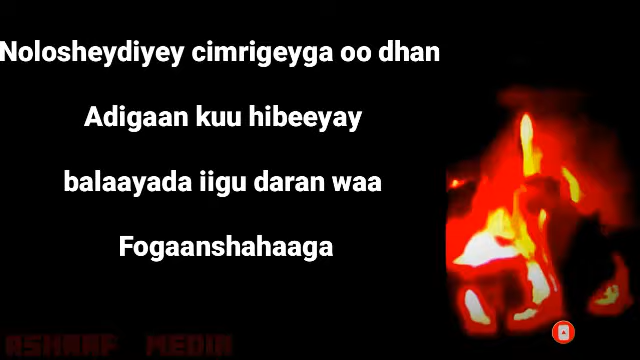 Nolosheydiyey cimrigeyga oo dhan
Adigaan kuu hibeeyay
balaayada iigu daran waa
Fogaanshahaaga
ASHRAF MEDIA